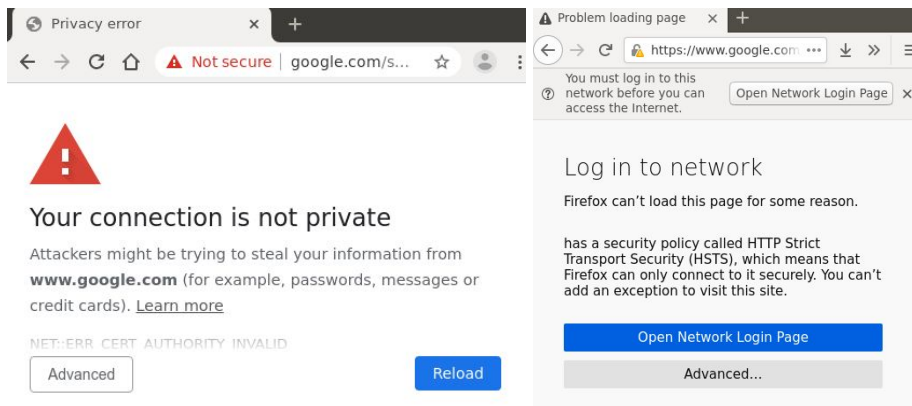 Privacy error
Not secure | google.com/s...
Your connection is not private
Attackers might be trying to steal your information from
www.google.com (for example, passwords, messages or
credit cards). Learn more
NET::ERR_CERT_AUTHORITY_INVALID
Advanced
Reload
Problem loading page
https://www.google.com
You must log in to this
network before you can
access the Internet.
Open Network Login Page
Log in to network
Firefox can’t load this page for some reason.
has a security policy called HTTP Strict
Transport Security (HSTS), which means that
Firefox can only connect to it securely. You can’t
add an exception to visit this site.
Open Network Login Page
Advanced...